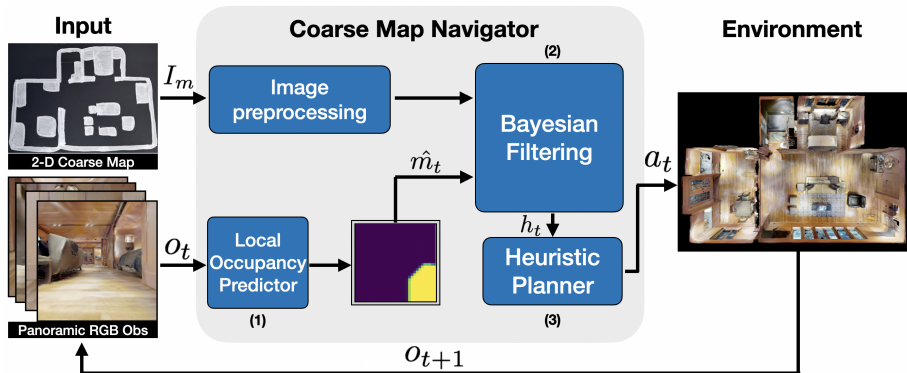 Input
Coarse Map Navigator
Environment
(2)
I_m
Image
preprocessing
Bayesian
Filtering
2-D Coarse Map
\hat{m}_t
a_t
o_t
Local
Occupancy
Predictor
(1)
h_t
Heuristic
Planner
(3)
Panoramic RGB Obs
o_{t+1}